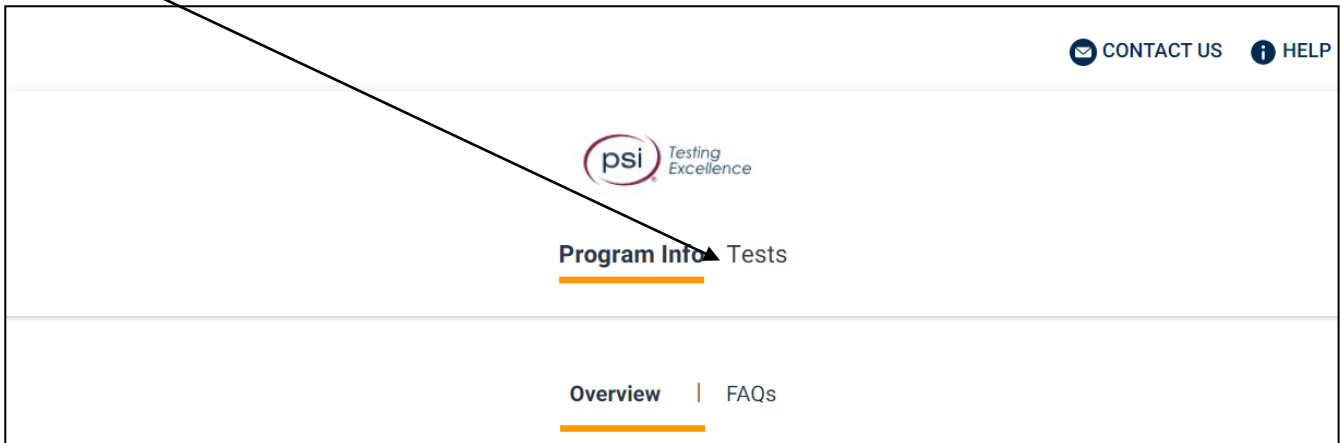 CONTACT US HELP
psi Testing
Excellence
Program Info Tests
Overview | FAQs